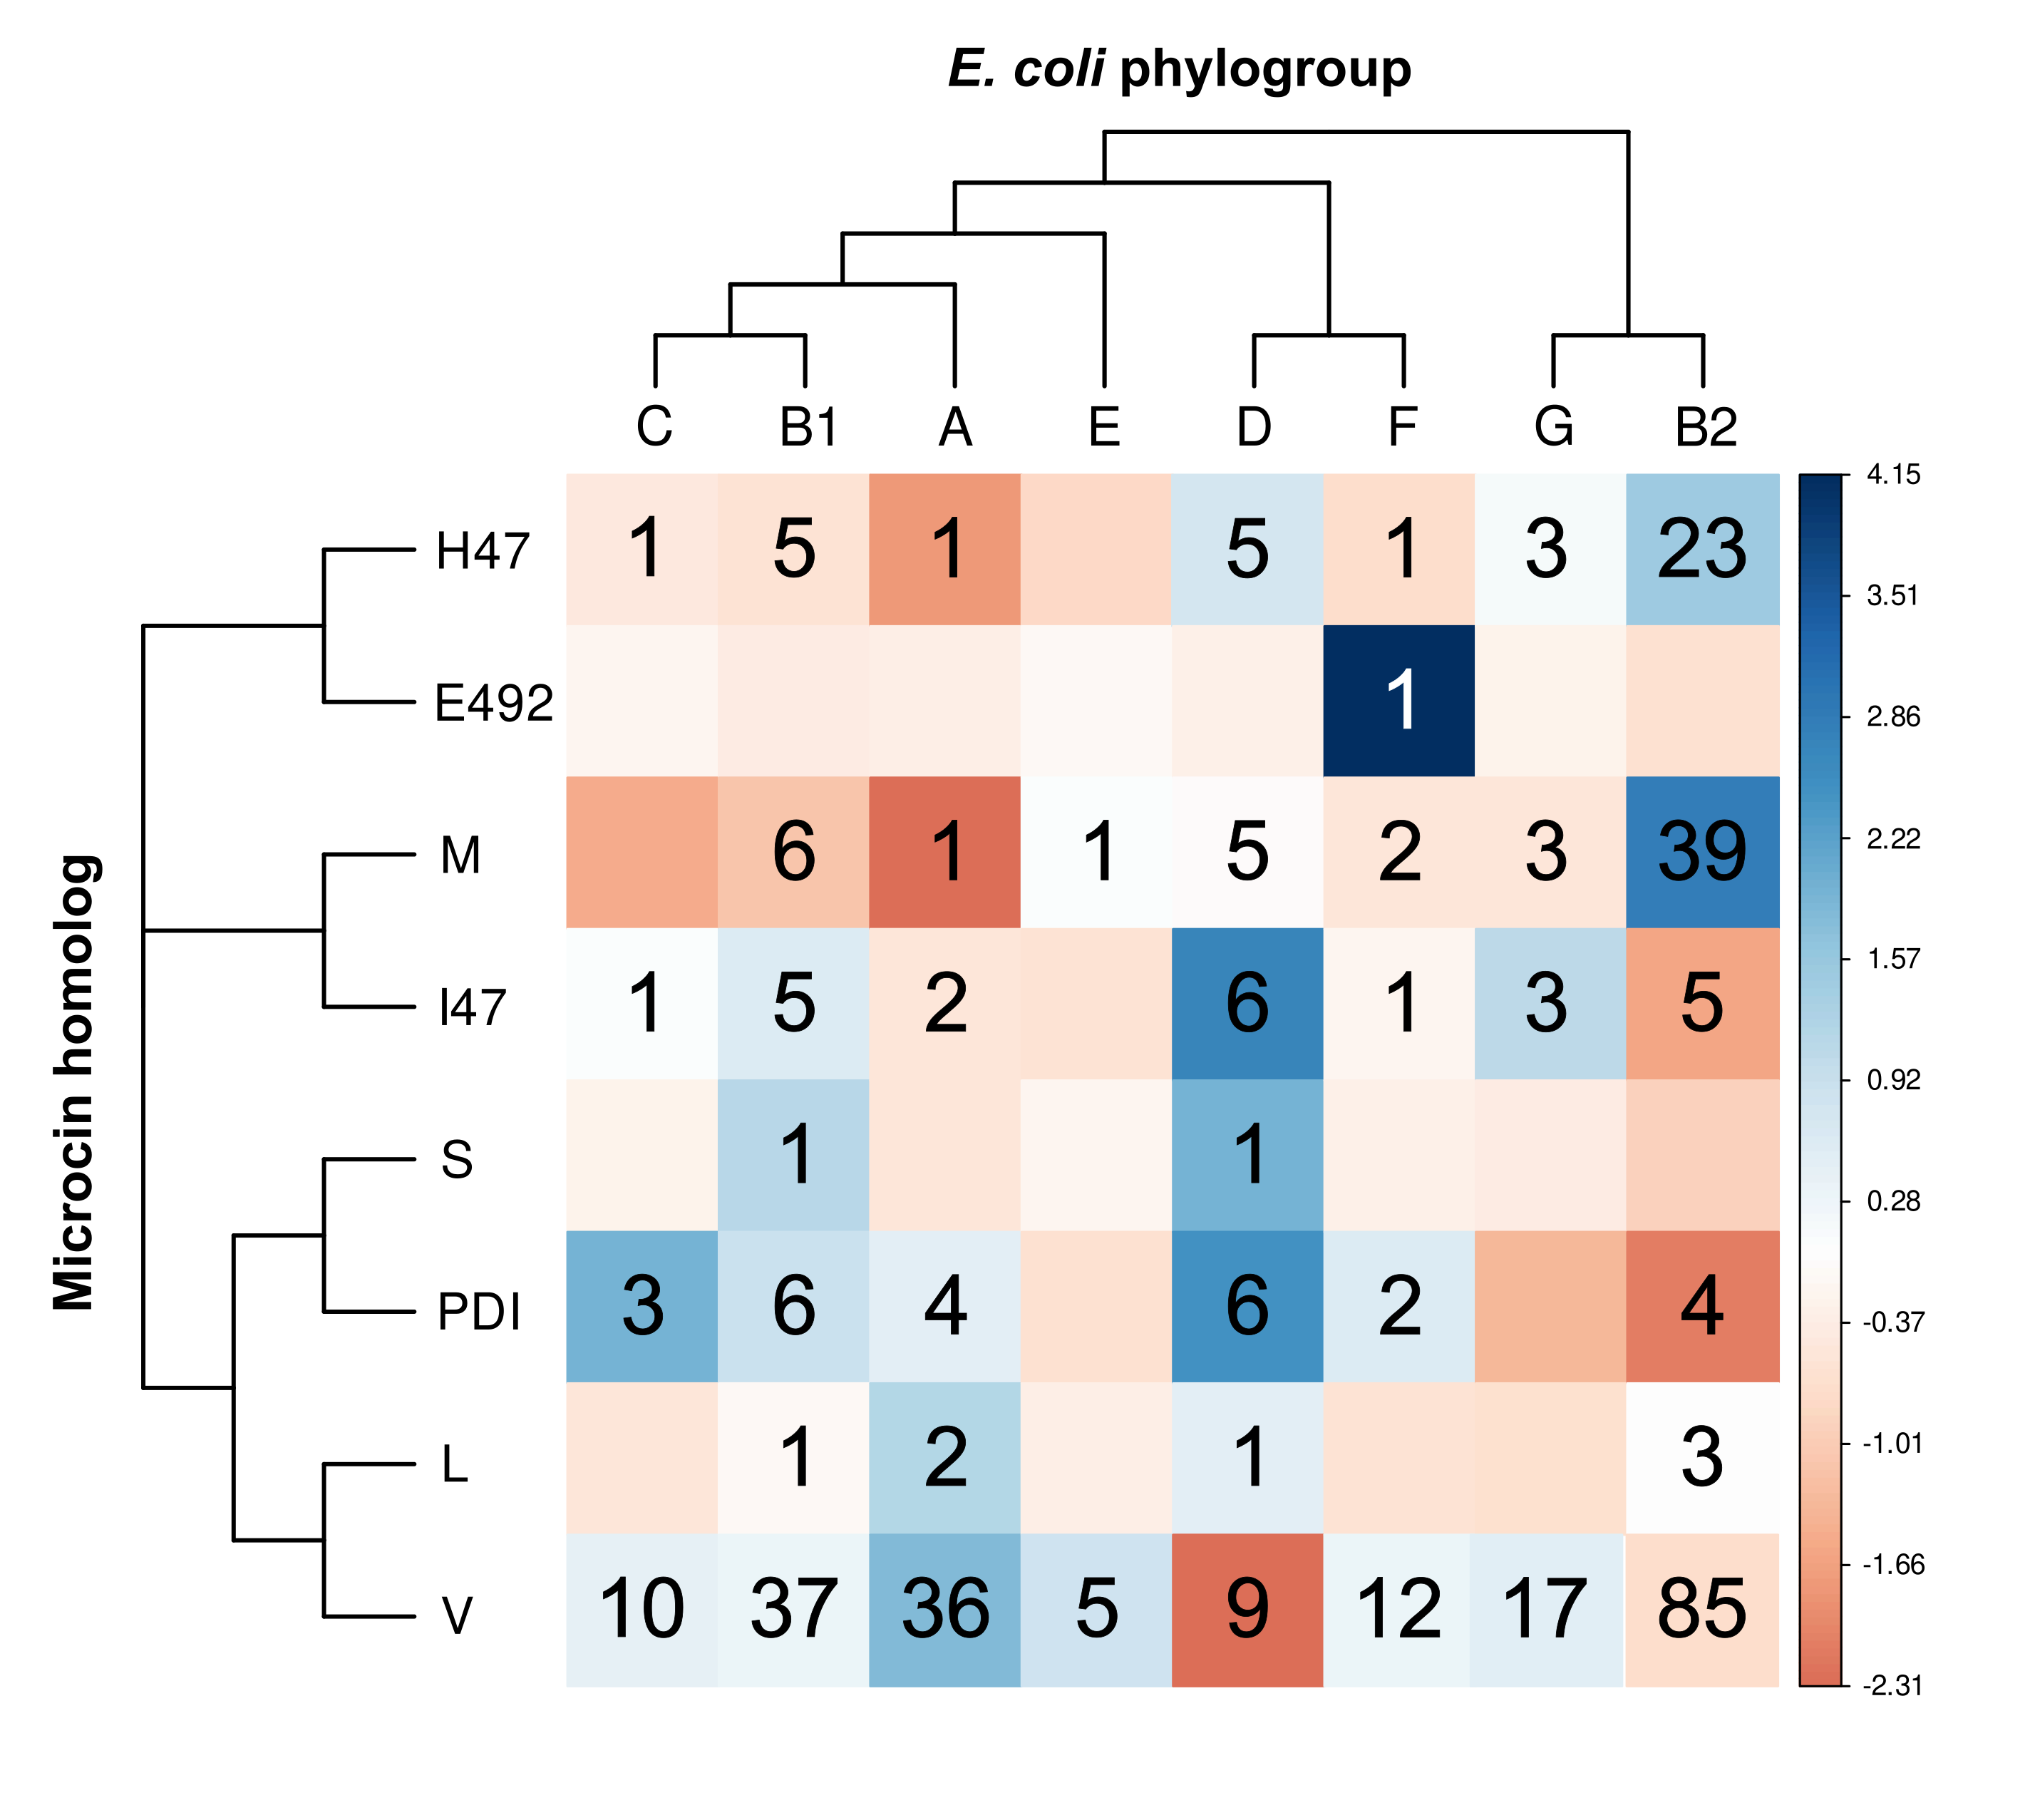 E. coli phylogroup
C B1 A E D F G B2
H47 1 5 1 5 1 3 23
E492 1
M 6 1 1 5 2 3 39
I47 1 5 2 6 1 3 5
S 1 1
PDI 3 6 4 6 2 4
L 1 2 1 3
V 10 37 36 5 9 12 17 85
Microcin homolog
4.15
3.51
2.86
2.22
1.57
0.92
0.28
-0.37
-1.01
-1.66
-2.31